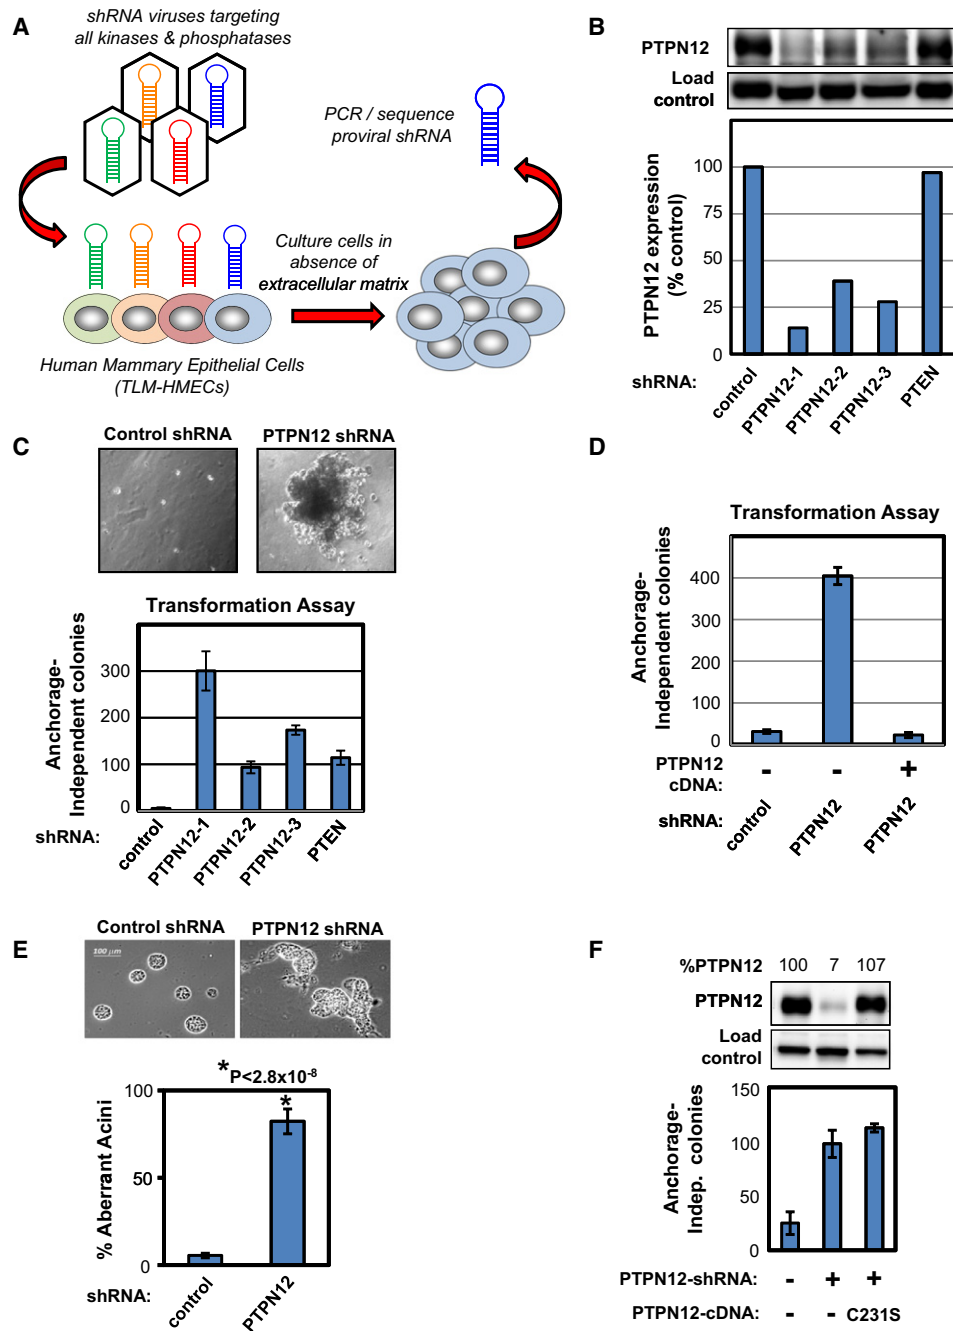 A
shRNA viruses targeting
all kinases & phosphatases
PCR / sequence
proviral shRNA
Culture cells in
absence of
extracellular matrix
Human Mammary Epithelial Cells
(TLM-HMECs)
B
PTPN12
Load
control
PTPN12 expression
(% control)
100
75
50
25
0
shRNA:
control
PTPN12-1
PTPN12-2
PTPN12-3
PTEN
C
Control shRNA
PTPN12 shRNA
Transformation Assay
Anchorage-
Independent colonies
300
200
100
0
shRNA:
control
PTPN12-1
PTPN12-2
PTPN12-3
PTEN
D
Transformation Assay
Anchorage-
Independent colonies
400
300
200
100
0
PTPN12
cDNA:
- - +
shRNA:
control
PTPN12
PTPN12
E
Control shRNA
PTPN12 shRNA
100 µm
*P<2.8x10⁻⁸
*
% Aberrant Acini
100
50
0
shRNA:
control
PTPN12
F
%PTPN12 100 7 107
PTPN12
Load
control
Anchorage-
Indep. colonies
150
100
50
0
PTPN12-shRNA: - + +
PTPN12-cDNA: - - C231S